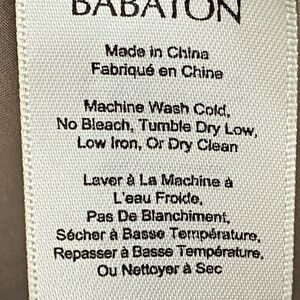 BABATON
Made in China
Fabriqué en Chine
Machine Wash Cold,
No Bleach, Tumble Dry Low,
Low Iron, Or Dry Clean
Laver à La Machine à
L'eau Froide,
Pas De Blanchiment,
Sécher à Basse Température,
Repasser à Basse Température,
Ou Nettoyer à Sec